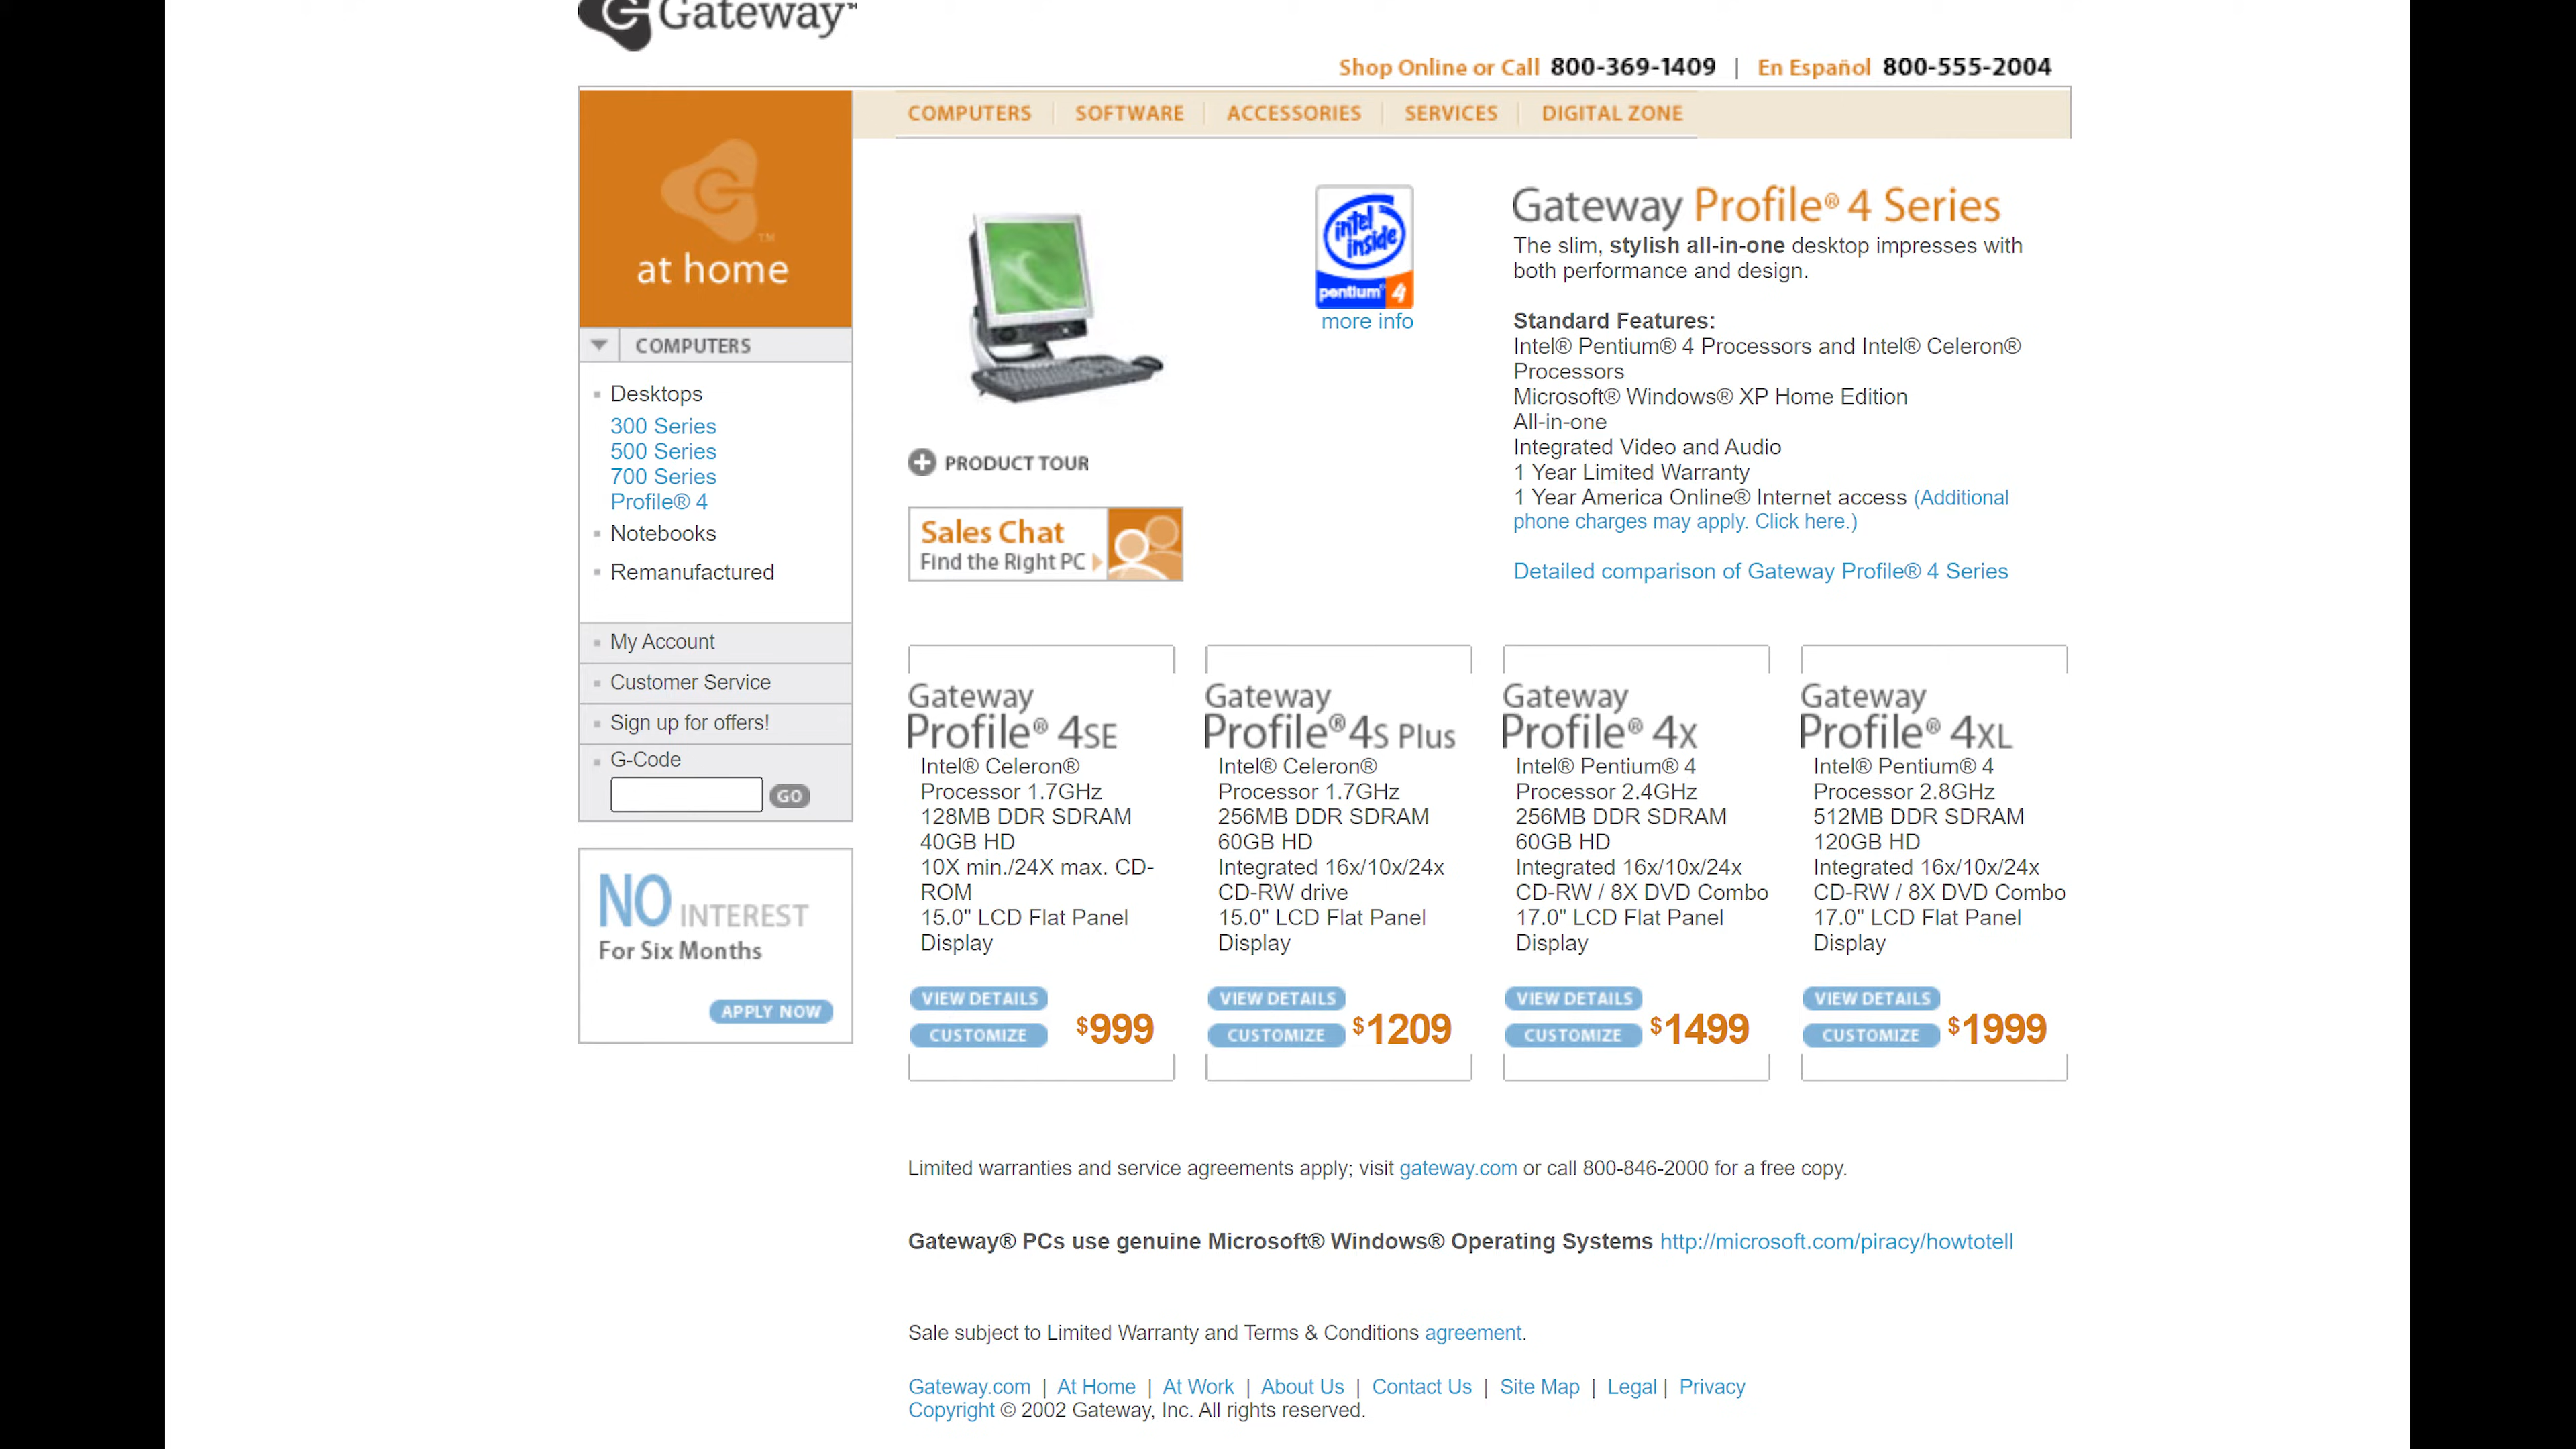 Gateway™
Shop Online or Call 800-369-1409 | En Español 800-555-2004
COMPUTERS | SOFTWARE | ACCESSORIES | SERVICES | DIGITAL ZONE
™
at home
COMPUTERS
Desktops
300 Series
500 Series
700 Series
Profile® 4
Notebooks
Remanufactured
My Account
Customer Service
Sign up for offers!
G-Code
GO
NO INTEREST
For Six Months
APPLY NOW
intel
inside
pentium® 4
more info
PRODUCT TOUR
Sales Chat
Find the Right PC
Gateway Profile® 4 Series
The slim, stylish all-in-one desktop impresses with
both performance and design.
Standard Features:
Intel® Pentium® 4 Processors and Intel® Celeron®
Processors
Microsoft® Windows® XP Home Edition
All-in-one
Integrated Video and Audio
1 Year Limited Warranty
1 Year America Online® Internet access (Additional
phone charges may apply. Click here.)
Detailed comparison of Gateway Profile® 4 Series
Gateway
Profile® 4SE
Intel® Celeron®
Processor 1.7GHz
128MB DDR SDRAM
40GB HD
10X min./24X max. CD-
ROM
15.0" LCD Flat Panel
Display
VIEW DETAILS
CUSTOMIZE $999
Gateway
Profile® 4S Plus
Intel® Celeron®
Processor 1.7GHz
256MB DDR SDRAM
60GB HD
Integrated 16x/10x/24x
CD-RW drive
15.0" LCD Flat Panel
Display
VIEW DETAILS
CUSTOMIZE $1209
Gateway
Profile® 4X
Intel® Pentium® 4
Processor 2.4GHz
256MB DDR SDRAM
60GB HD
Integrated 16x/10x/24x
CD-RW / 8X DVD Combo
17.0" LCD Flat Panel
Display
VIEW DETAILS
CUSTOMIZE $1499
Gateway
Profile® 4XL
Intel® Pentium® 4
Processor 2.8GHz
512MB DDR SDRAM
120GB HD
Integrated 16x/10x/24x
CD-RW / 8X DVD Combo
17.0" LCD Flat Panel
Display
VIEW DETAILS
CUSTOMIZE $1999
Limited warranties and service agreements apply; visit gateway.com or call 800-846-2000 for a free copy.
Gateway® PCs use genuine Microsoft® Windows® Operating Systems http://microsoft.com/piracy/howtotell
Sale subject to Limited Warranty and Terms & Conditions agreement.
Gateway.com | At Home | At Work | About Us | Contact Us | Site Map | Legal | Privacy
Copyright © 2002 Gateway, Inc. All rights reserved.